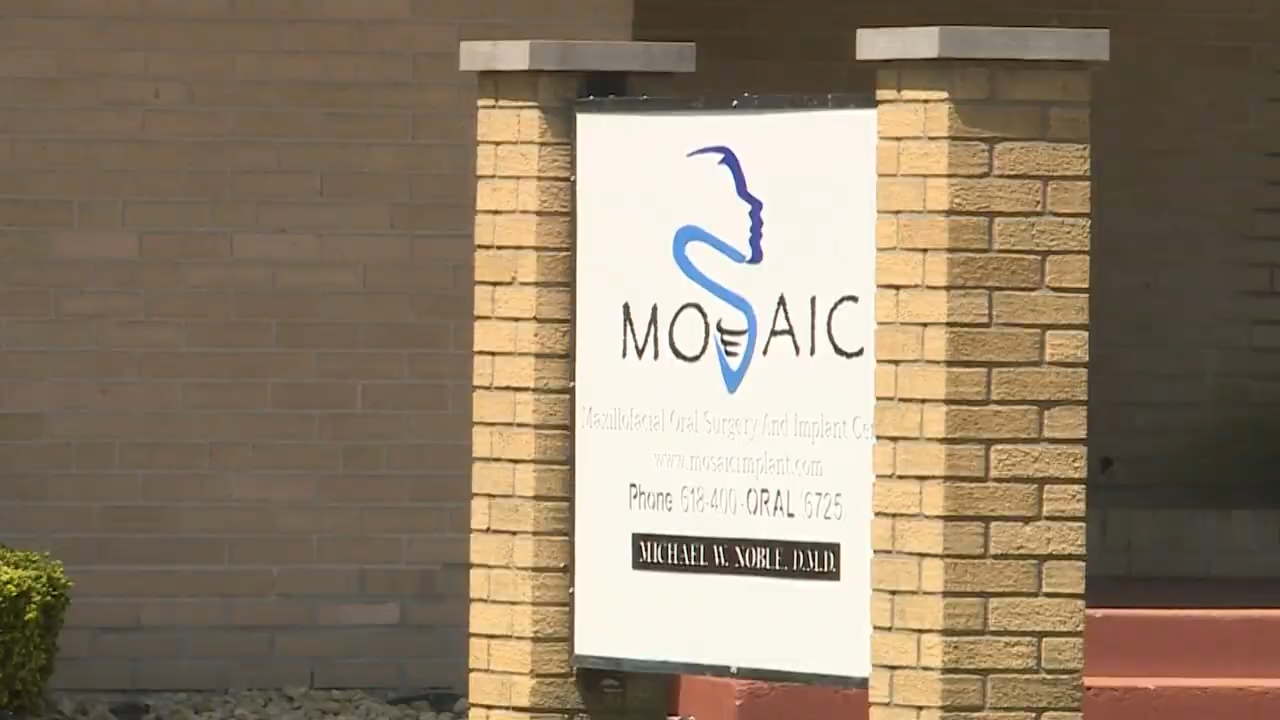 MOSAIC
Maxillofacial Oral Surgery And Implant Ce
www.mosaicimplant.com
Phone 618-400-ORAL 6725
MICHAEL W. NOBLE, D.M.D.